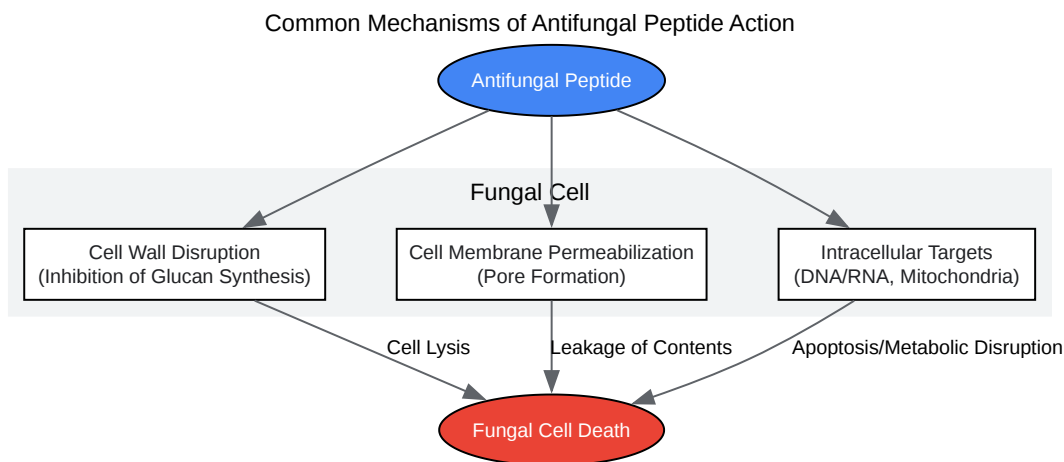 Common Mechanisms of Antifungal Peptide Action
Antifungal Peptide
Fungal Cell
Cell Wall Disruption
(Inhibition of Glucan Synthesis)
Cell Membrane Permeabilization
(Pore Formation)
Intracellular Targets
(DNA/RNA, Mitochondria)
Cell Lysis
Leakage of Contents
Apoptosis/Metabolic Disruption
Fungal Cell Death